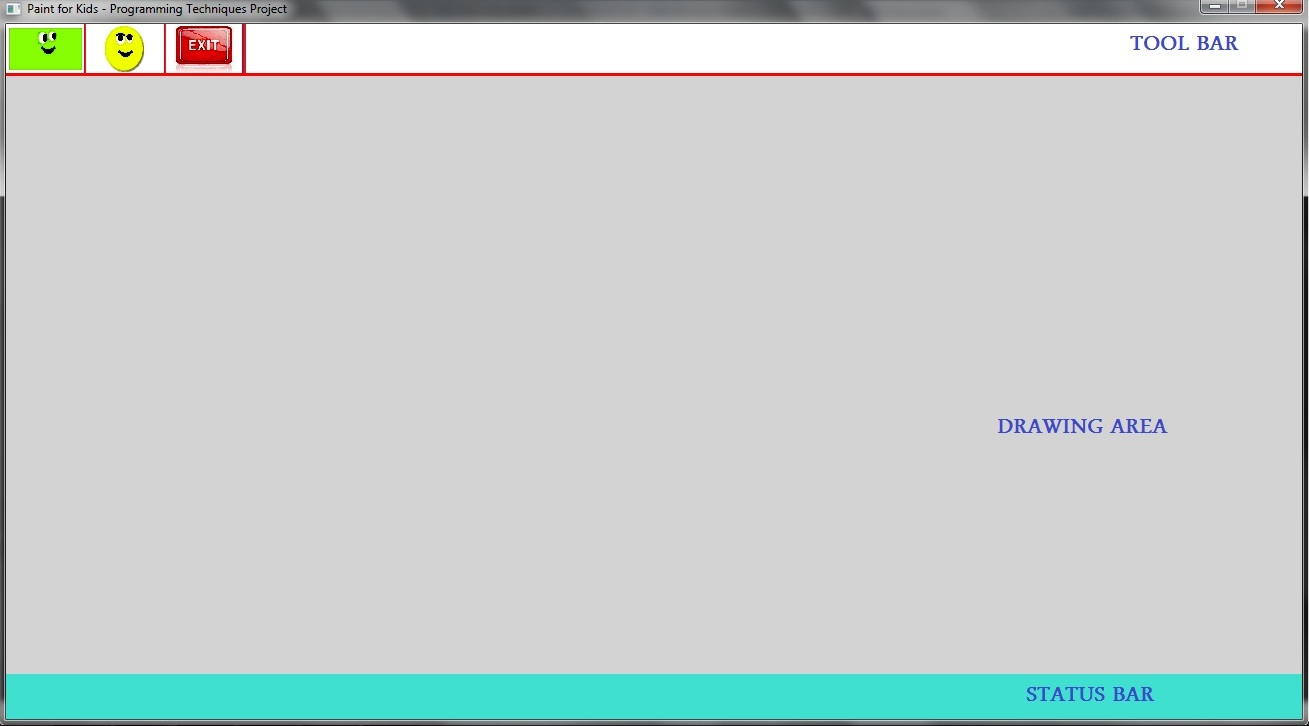 Paint for Kids - Programming Techniques Project
EXIT
TOOL BAR
DRAWING AREA
STATUS BAR